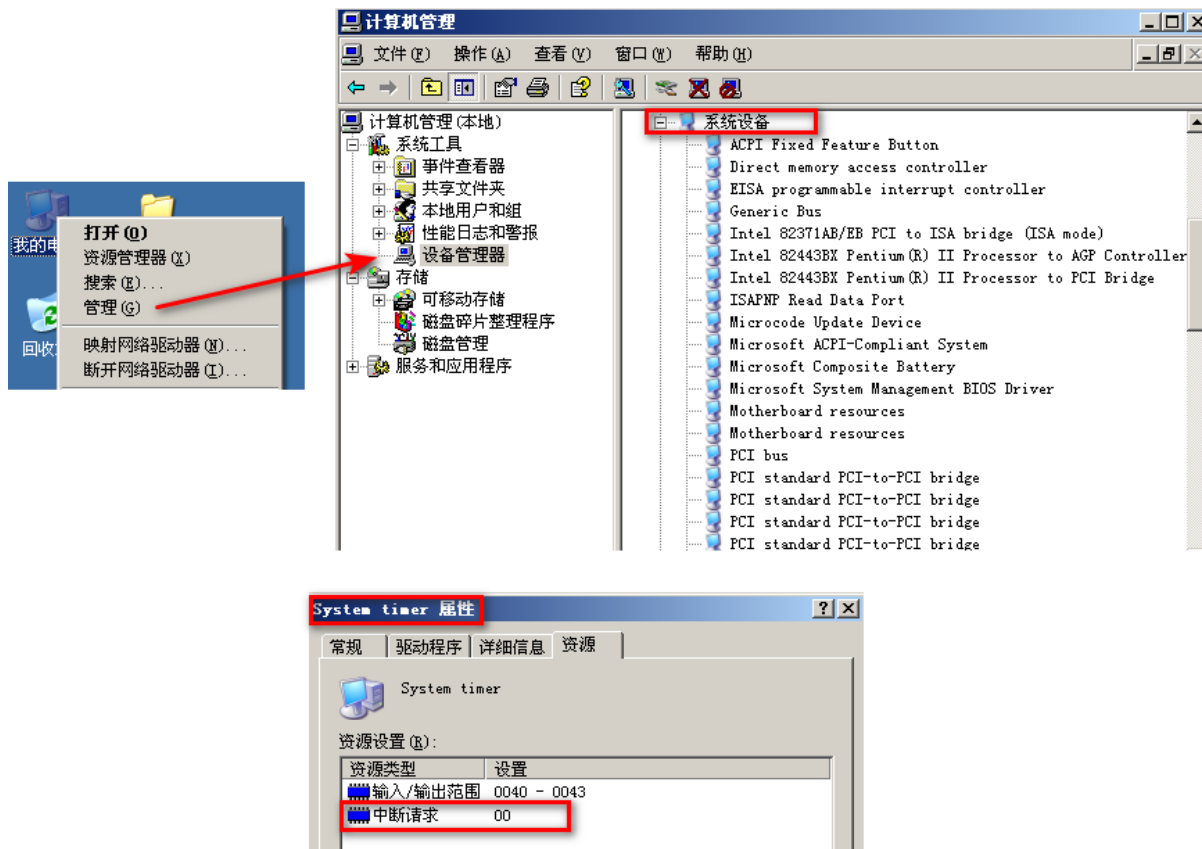 我的电
打开(O)
资源管理器(X)
搜索(E)...
管理(G)
映射网络驱动器(N)...
断开网络驱动器(I)...
回收
计算机管理
文件(F) 操作(A) 查看(V) 窗口(W) 帮助(H)
计算机管理(本地)
系统工具
事件查看器
共享文件夹
本地用户和组
性能日志和警报
设备管理器
存储
可移动存储
磁盘碎片整理程序
磁盘管理
服务和应用程序
系统设备
ACPI Fixed Feature Button
Direct memory access controller
EISA programmable interrupt controller
Generic Bus
Intel 82371AB/EB PCI to ISA bridge (ISA mode)
Intel 82443BX Pentium(R) II Processor to AGP Controller
Intel 82443BX Pentium(R) II Processor to PCI Bridge
ISAPNP Read Data Port
Microcode Update Device
Microsoft ACPI-Compliant System
Microsoft Composite Battery
Microsoft System Management BIOS Driver
Motherboard resources
Motherboard resources
PCI bus
PCI standard PCI-to-PCI bridge
PCI standard PCI-to-PCI bridge
PCI standard PCI-to-PCI bridge
PCI standard PCI-to-PCI bridge
System timer 属性
常规 驱动程序 详细信息 资源
System timer
资源设置(R):
资源类型 设置
输入/输出范围 0040 - 0043
中断请求 00